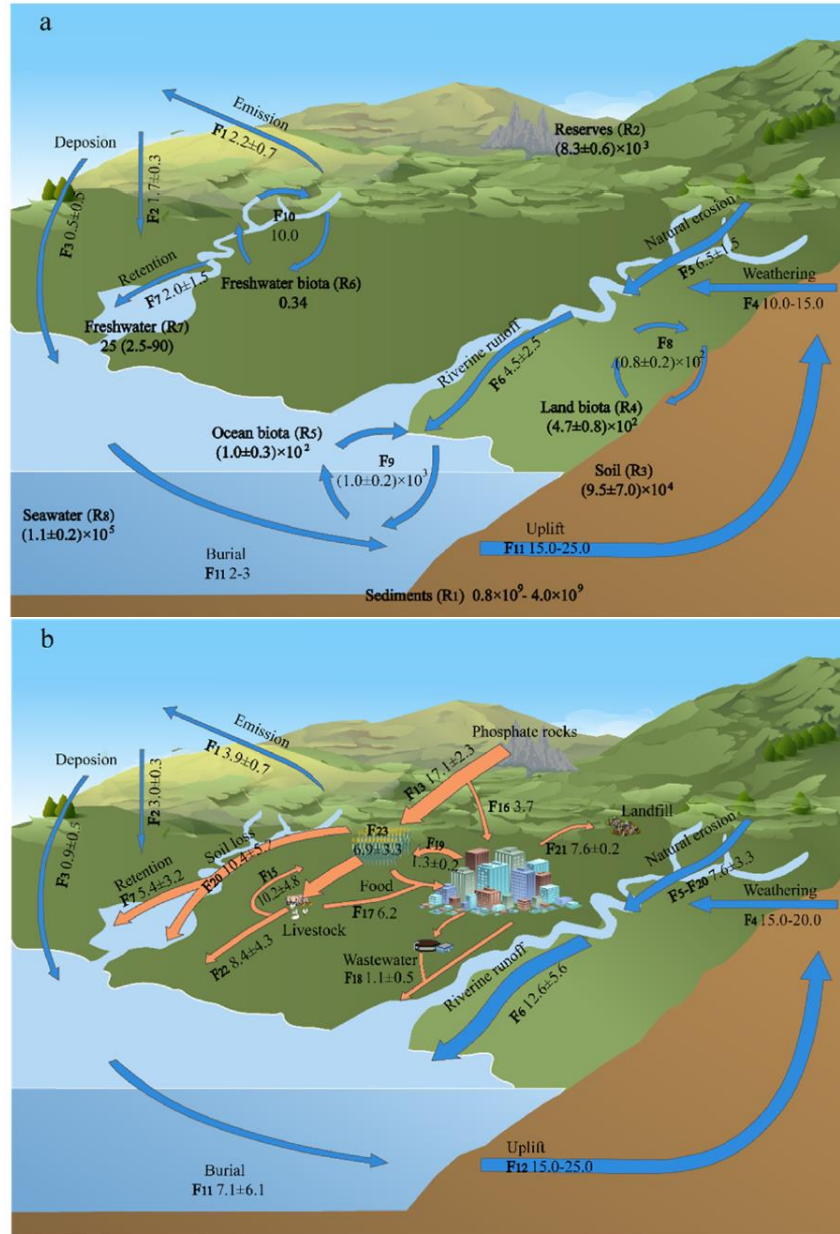 a
Emission
F1 2.2±0.7
Deposion
F2 1.7±0.3
F3 0.5±0.5
Reserves (R2)
(8.3±0.6)×10³
F10
10.0
Retention
F7 2.0±1.5
Freshwater biota (R6)
0.34
Freshwater (R7)
25 (2.5-90)
Natural erosion
F5 6.5±1.5
Weathering
F4 10.0-15.0
Riverine runoff
F6 4.5±2.5
F8
(0.8±0.2)×10²
Land biota (R4)
(4.7±0.8)×10²
Ocean biota (R5)
(1.0±0.3)×10²
F9
(1.0±0.2)×10³
Soil (R3)
(9.5±7.0)×10⁴
Seawater (R8)
(1.1±0.2)×10⁵
Burial
F11 2-3
Uplift
F11 15.0-25.0
Sediments (R1) 0.8×10⁹- 4.0×10⁹
b
Emission
F1 3.9±0.7
Deposion
F2 3.0±0.3
F3 0.9±0.5
Phosphate rocks
F13 17.1±2.3
F16 3.7
Landfill
F21 7.6±0.2
F23
6.9±3.3
F19
1.3±0.2
Soil loss
F20 10.4±5.7
Retention
F7 5.4±3.2
F15
10.2±4.8
Food
F17 6.2
Livestock
F22 8.4±4.3
Wastewater
F18 1.1±0.5
Natural erosion
F5-F20 7.6±3.3
Weathering
F4 15.0-20.0
Riverine runoff
F6 12.6±5.6
Burial
F11 7.1±6.1
Uplift
F12 15.0-25.0